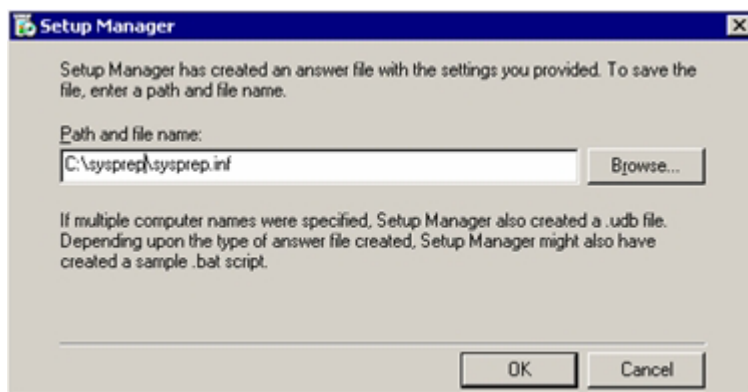 Setup Manager
Setup Manager has created an answer file with the settings you provided. To save the
file, enter a path and file name.
Path and file name:
C:\sysprep\sysprep.inf
Browse...
If multiple computer names were specified, Setup Manager also created a .udb file.
Depending upon the type of answer file created, Setup Manager might also have
created a sample .bat script.
OK
Cancel